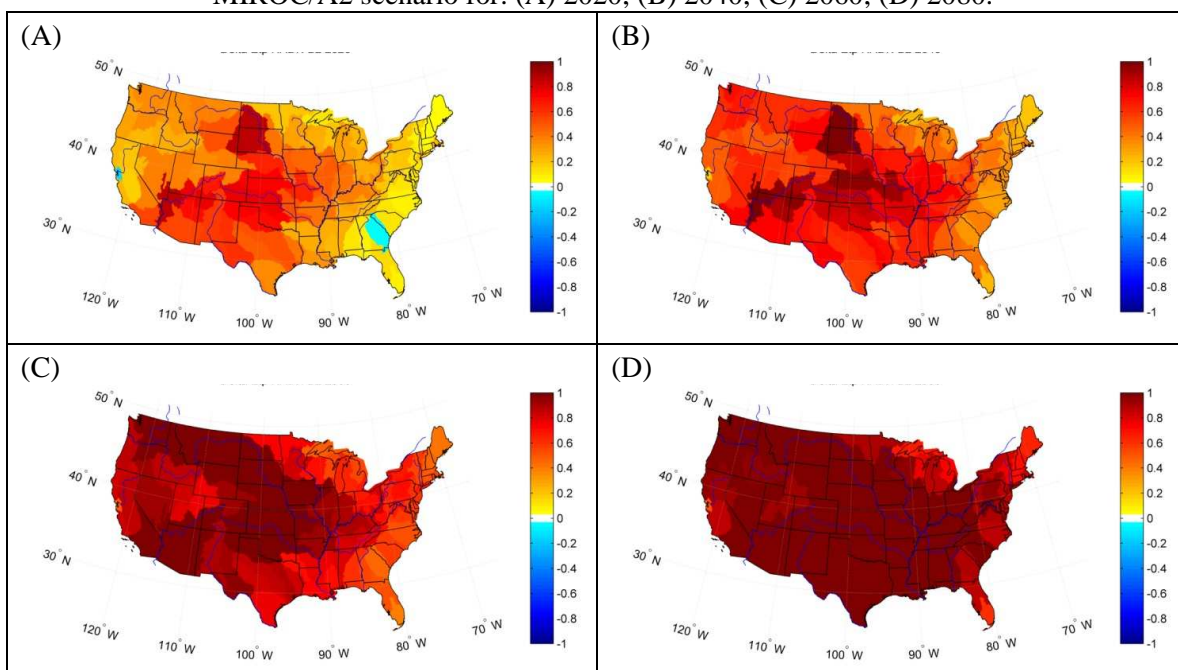 MIROC/A2 scenario for: (A) 2020, (B) 2040, (C) 2060, (D) 2080.
(A)
50° N
40° N
30° N
120° W
110° W
100° W
90° W
80° W
70° W
1
0.8
0.6
0.4
0.2
0
-0.2
-0.4
-0.6
-0.8
-1
(B)
50° N
40° N
30° N
120° W
110° W
100° W
90° W
80° W
70° W
1
0.8
0.6
0.4
0.2
0
-0.2
-0.4
-0.6
-0.8
-1
(C)
50° N
40° N
30° N
120° W
110° W
100° W
90° W
80° W
70° W
1
0.8
0.6
0.4
0.2
0
-0.2
-0.4
-0.6
-0.8
-1
(D)
50° N
40° N
30° N
120° W
110° W
100° W
90° W
80° W
70° W
1
0.8
0.6
0.4
0.2
0
-0.2
-0.4
-0.6
-0.8
-1